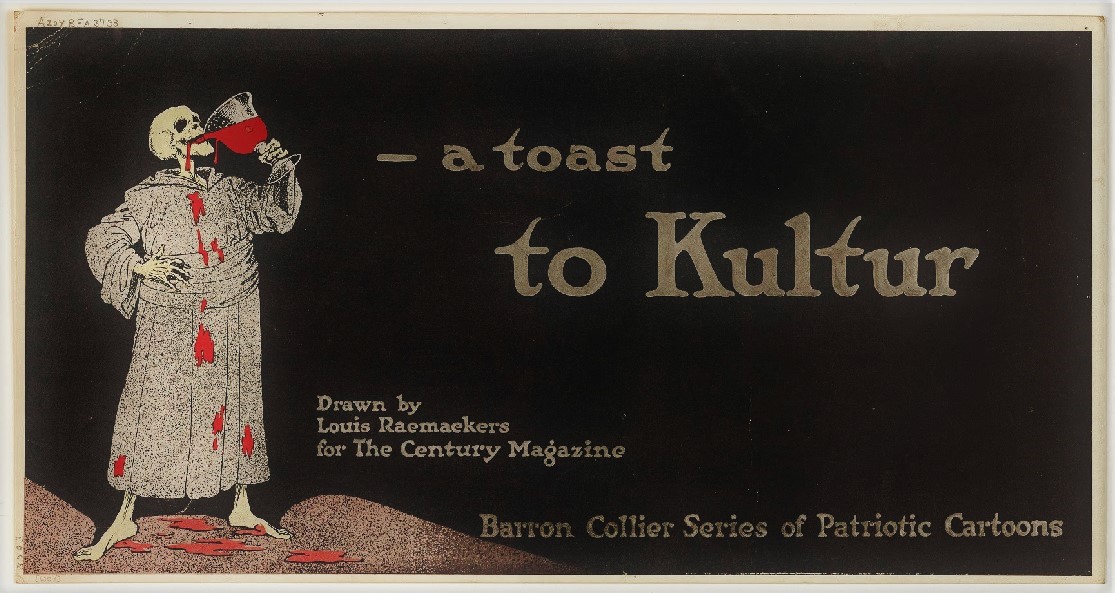 — a toast
to Kultur
Drawn by
Louis Raemaekers
for The Century Magazine
Barron Collier Series of Patriotic Cartoons